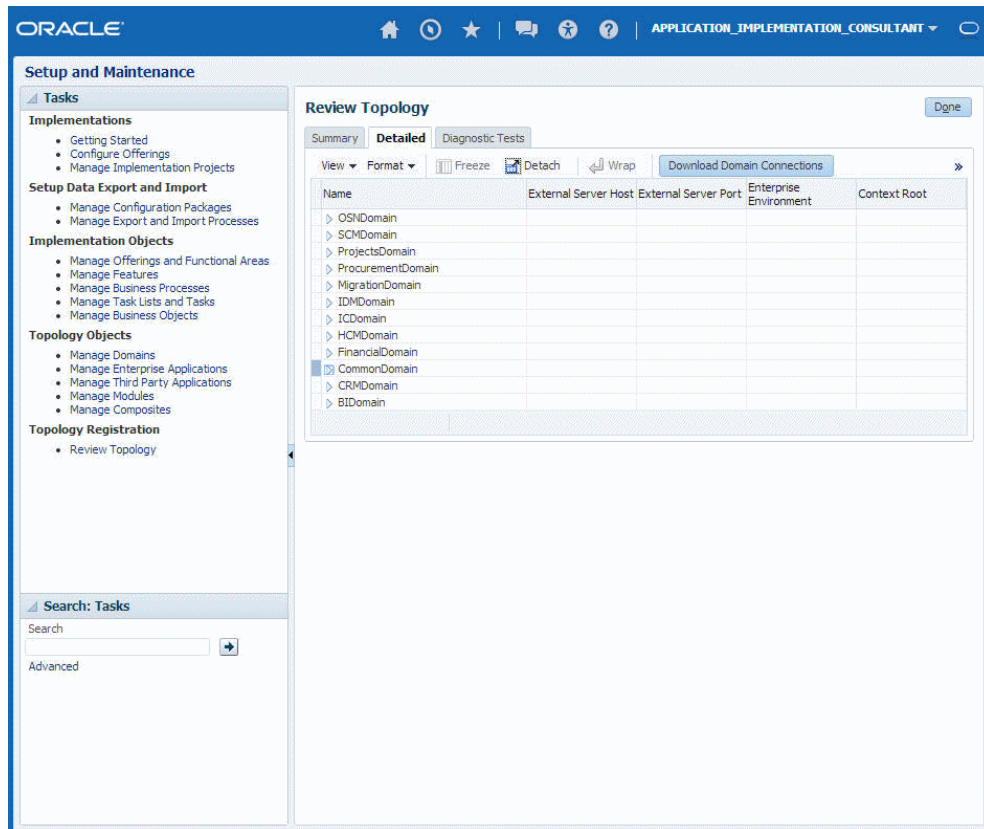 ORACLE
APPLICATION_IMPLEMENTATION_CONSULTANT
Setup and Maintenance
Tasks
Implementations
Getting Started
Configure Offerings
Manage Implementation Projects
Setup Data Export and Import
Manage Configuration Packages
Manage Export and Import Processes
Implementation Objects
Manage Offerings and Functional Areas
Manage Features
Manage Business Processes
Manage Task Lists and Tasks
Manage Business Objects
Topology Objects
Manage Domains
Manage Enterprise Applications
Manage Third Party Applications
Manage Modules
Manage Composites
Topology Registration
Review Topology
Search: Tasks
Search
Advanced
Review Topology
Done
Summary Detailed Diagnostic Tests
View Format Freeze Detach Wrap Download Domain Connections »
Name External Server Host External Server Port Enterprise Environment Context Root
OSNDomain
SCMDomain
ProjectsDomain
ProcurementDomain
MigrationDomain
IDMDomain
ICDomain
HCMDomain
FinancialDomain
CommonDomain
CRMDomain
BIDomain